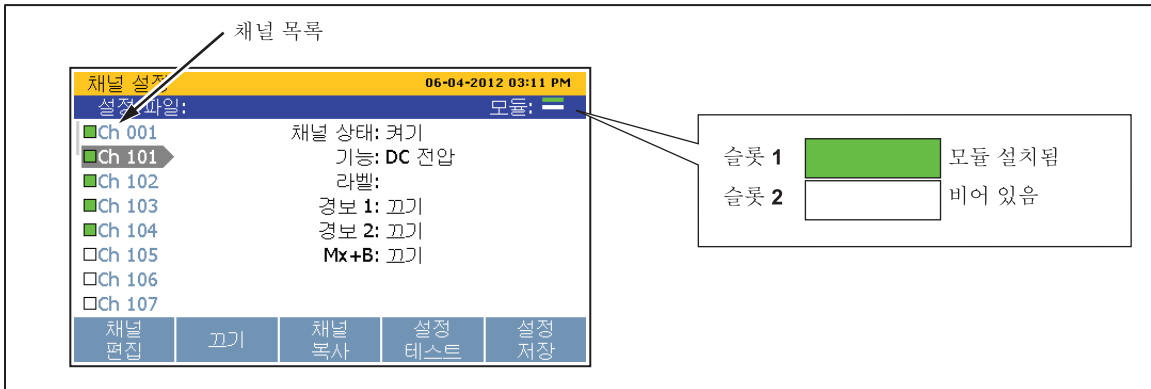 채널 목록
채널 설정
06-04-2012 03:11 PM
설정 파일:
모듈:
Ch 001
Ch 101
Ch 102
Ch 103
Ch 104
Ch 105
Ch 106
Ch 107
채널 상태: 켜기
기능: DC 전압
라벨:
경보 1: 끄기
경보 2: 끄기
Mx+B: 끄기
채널
편집
끄기
채널
복사
설정
테스트
설정
저장
슬롯 1
모듈 설치됨
슬롯 2
비어 있음